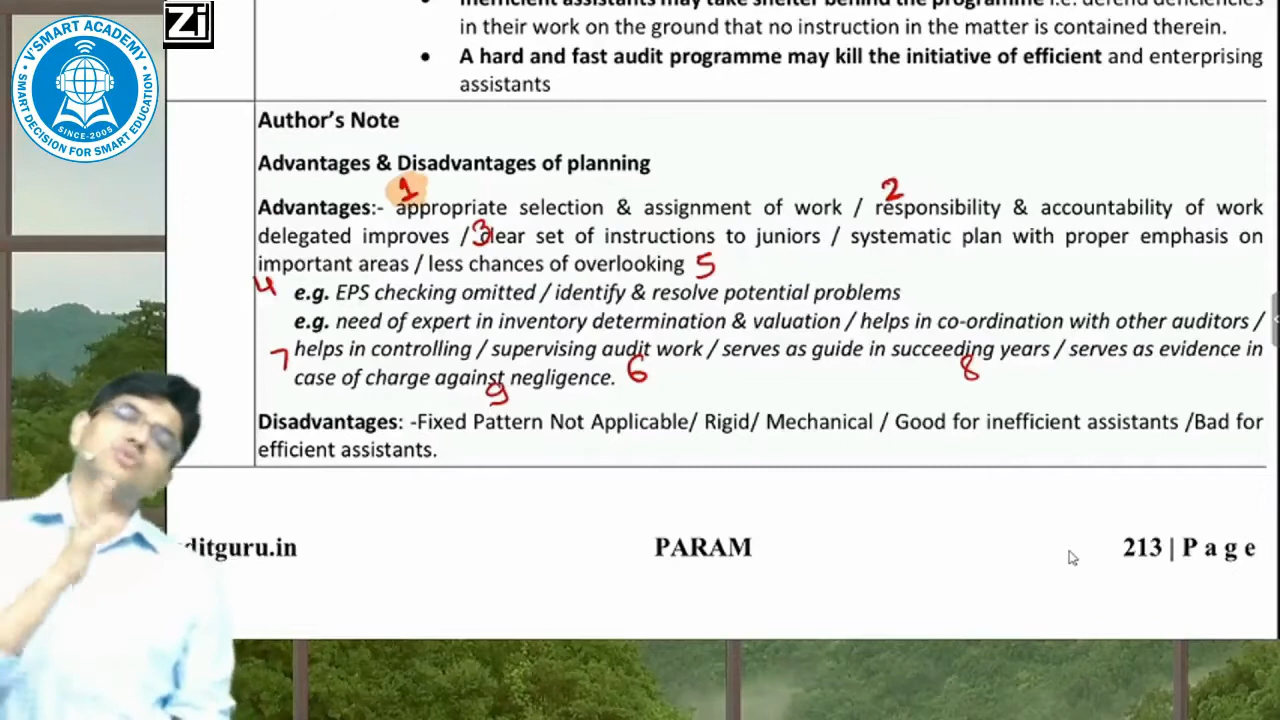 V'SMART ACADEMY
SINCE-2005
SMART DECISION FOR SMART EDUCATION
Zi
Inefficient assistants may take shelter behind the programme i.e. defend deficiencies
in their work on the ground that no instruction in the matter is contained therein.
• A hard and fast audit programme may kill the initiative of efficient and enterprising
assistants
Author's Note
Advantages & Disadvantages of planning
1 2
Advantages:- appropriate selection & assignment of work / responsibility & accountability of work
delegated improves / 3 clear set of instructions to juniors / systematic plan with proper emphasis on
important areas / less chances of overlooking 5
4 e.g. EPS checking omitted / identify & resolve potential problems
e.g. need of expert in inventory determination & valuation / helps in co-ordination with other auditors /
7 helps in controlling / supervising audit work / serves as guide in succeeding years / serves as evidence in
case of charge against negligence. 6 8
9
Disadvantages: -Fixed Pattern Not Applicable/ Rigid/ Mechanical / Good for inefficient assistants /Bad for
efficient assistants.
ditguru.in PARAM 213 | P a g e